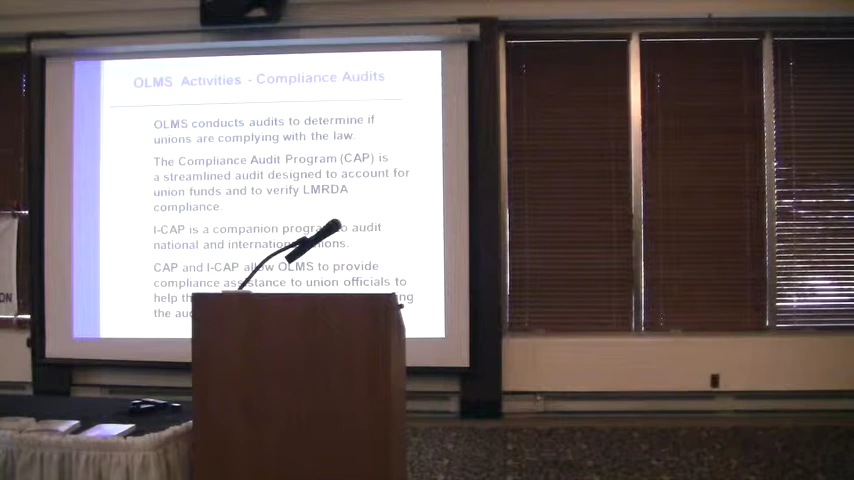 OLMS Activities - Compliance Audits
OLMS conducts audits to determine if
unions are complying with the law.
The Compliance Audit Program (CAP) is
a streamlined audit designed to account for
union funds and to verify LMRDA
compliance.
I-CAP is a companion program to audit
national and international unions.
CAP and I-CAP allow OLMS to provide
compliance assistance to union officials to
help
the
ON